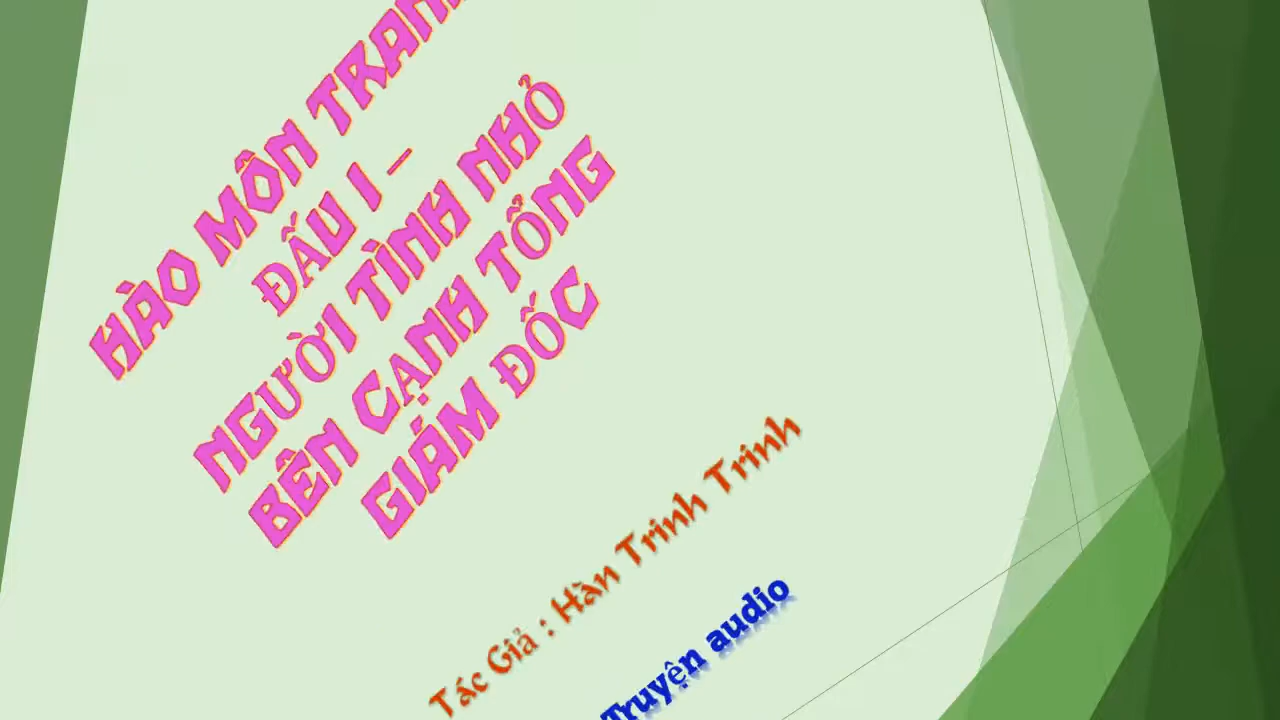 HÀO MÔN TRANH
ĐẤU I –
NGƯỜI TÌNH NHỎ
BÊN CẠNH TỔNG
GIÁM ĐỐC
Tác Giả : Hàn Trinh Trinh
Truyện audio